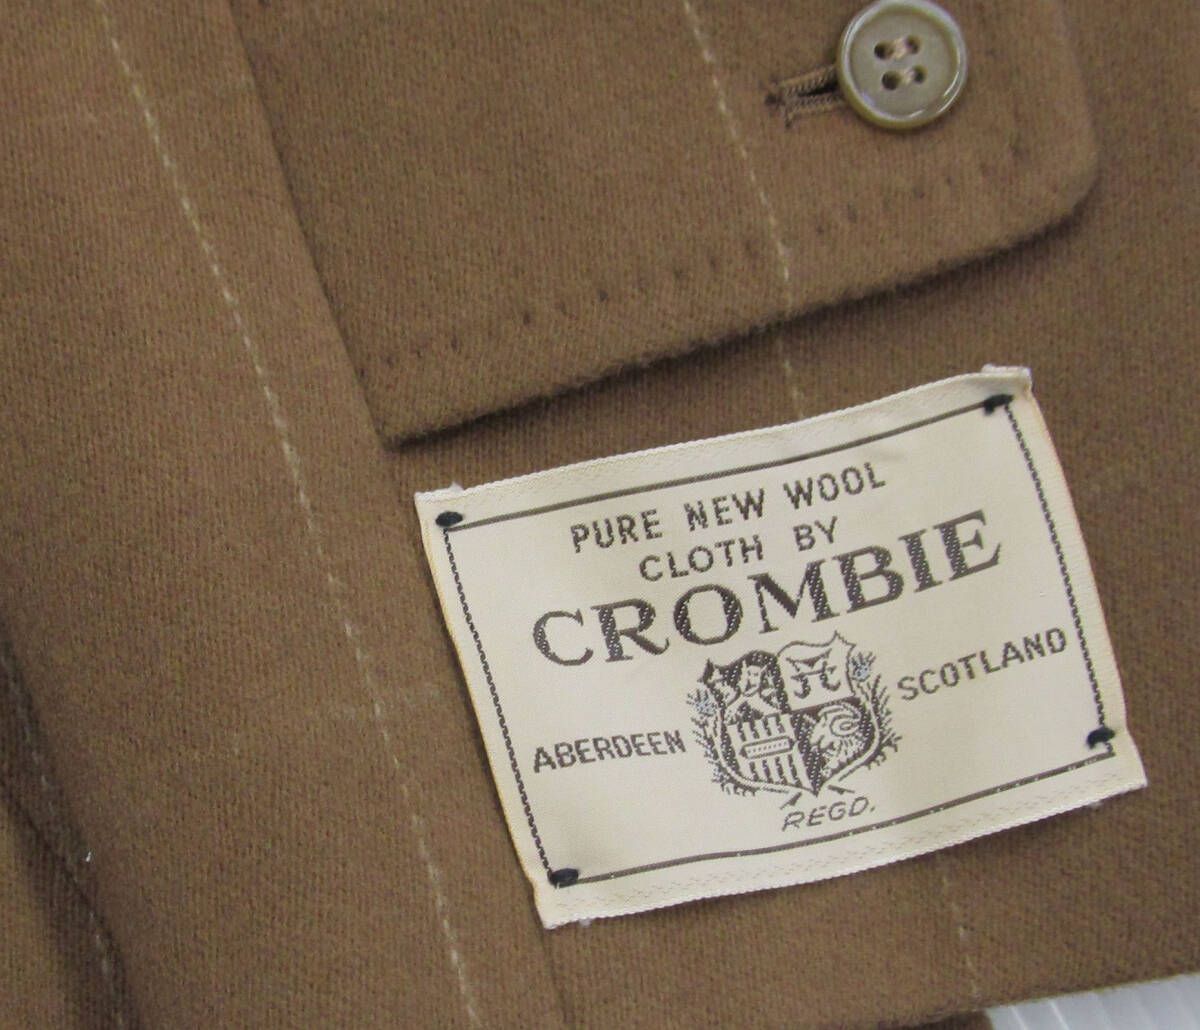 PURE NEW WOOL
CLOTH BY
CROMBIE
ABERDEEN SCOTLAND
REGD.